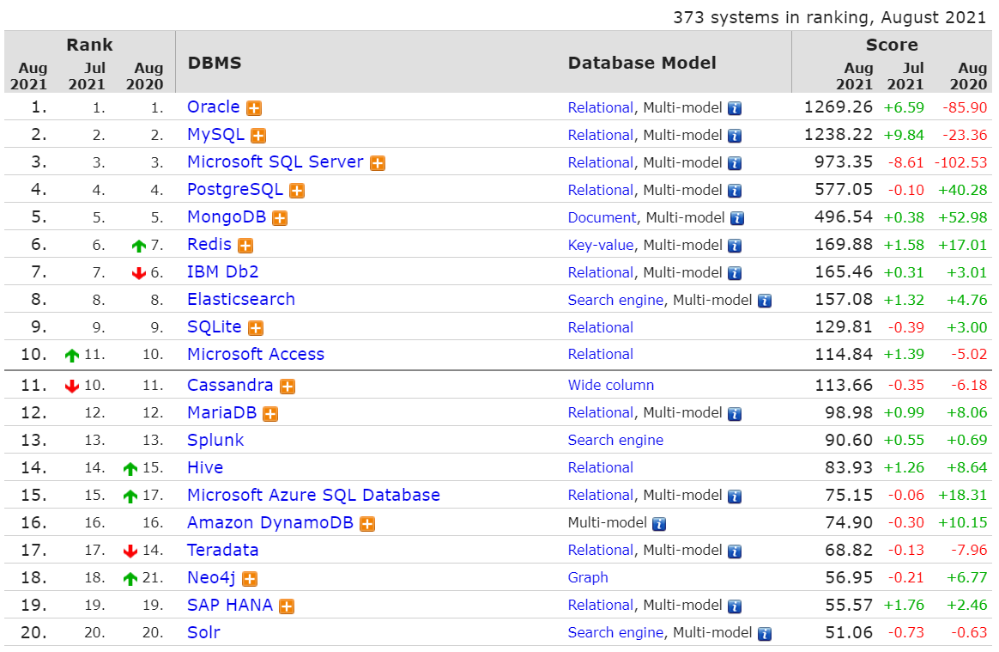 373 systems in ranking, August 2021
Rank DBMS Database Model Score
Aug 2021 Jul 2021 Aug 2020 Aug 2021 Jul 2021 Aug 2020
1. 1. 1. Oracle Relational, Multi-model 1269.26 +6.59 -85.90
2. 2. 2. MySQL Relational, Multi-model 1238.22 +9.84 -23.36
3. 3. 3. Microsoft SQL Server Relational, Multi-model 973.35 -8.61 -102.53
4. 4. 4. PostgreSQL Relational, Multi-model 577.05 -0.10 +40.28
5. 5. 5. MongoDB Document, Multi-model 496.54 +0.38 +52.98
6. 6. 7. Redis Key-value, Multi-model 169.88 +1.58 +17.01
7. 7. 6. IBM Db2 Relational, Multi-model 165.46 +0.31 +3.01
8. 8. 8. Elasticsearch Search engine, Multi-model 157.08 +1.32 +4.76
9. 9. 9. SQLite Relational 129.81 -0.39 +3.00
10. 11. 10. Microsoft Access Relational 114.84 +1.39 -5.02
11. 10. 11. Cassandra Wide column 113.66 -0.35 -6.18
12. 12. 12. MariaDB Relational, Multi-model 98.98 +0.99 +8.06
13. 13. 13. Splunk Search engine 90.60 +0.55 +0.69
14. 14. 15. Hive Relational 83.93 +1.26 +8.64
15. 15. 17. Microsoft Azure SQL Database Relational, Multi-model 75.15 -0.06 +18.31
16. 16. 16. Amazon DynamoDB Multi-model 74.90 -0.30 +10.15
17. 17. 14. Teradata Relational, Multi-model 68.82 -0.13 -7.96
18. 18. 21. Neo4j Graph 56.95 -0.21 +6.77
19. 19. 19. SAP HANA Relational, Multi-model 55.57 +1.76 +2.46
20. 20. 20. Solr Search engine, Multi-model 51.06 -0.73 -0.63